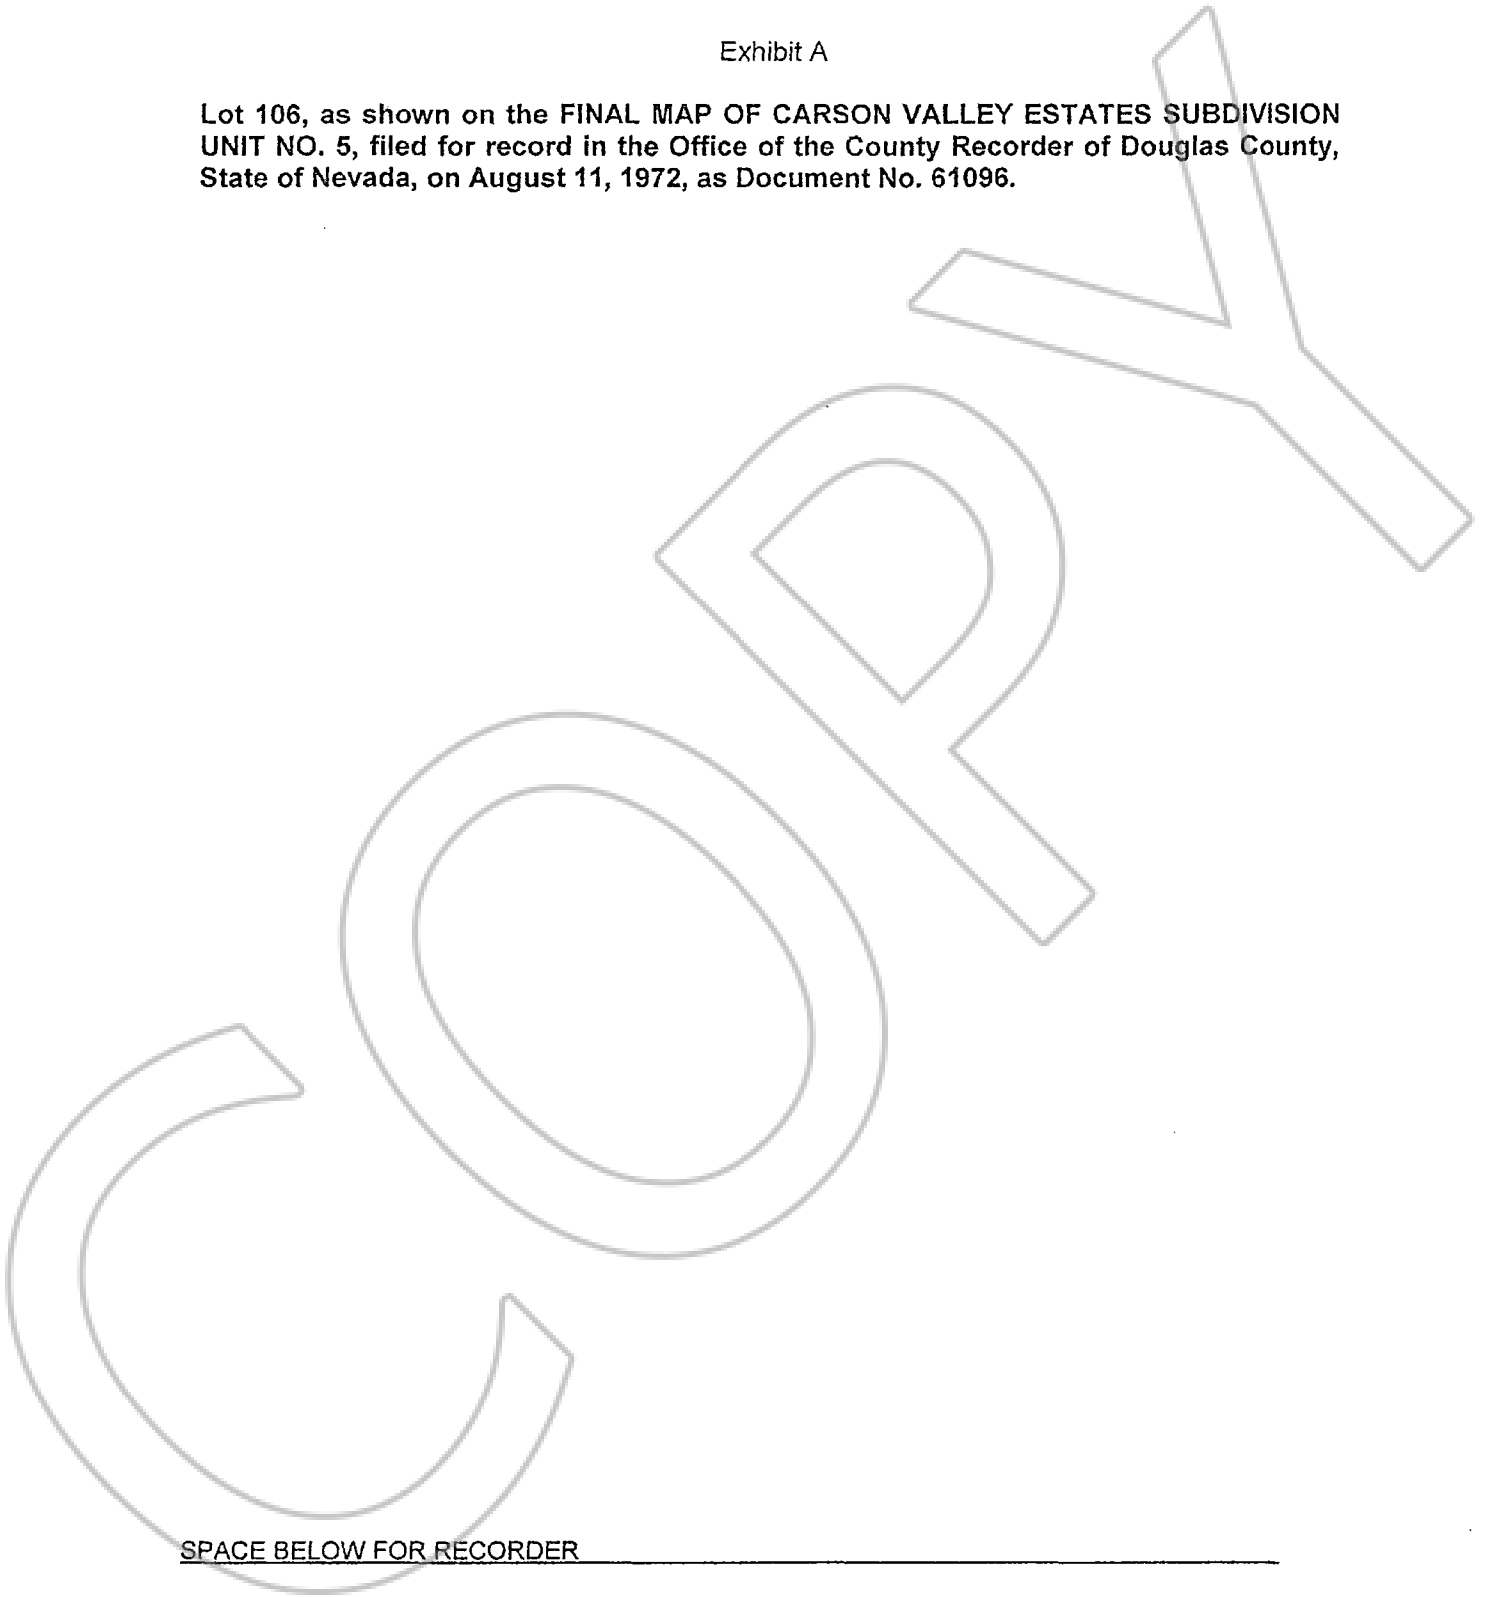 Exhibit A
Lot 106, as shown on the FINAL MAP OF CARSON VALLEY ESTATES SUBDIVISION
UNIT NO. 5, filed for record in the Office of the County Recorder of Douglas County,
State of Nevada, on August 11, 1972, as Document No. 61096.
COPY
SPACE BELOW FOR RECORDER